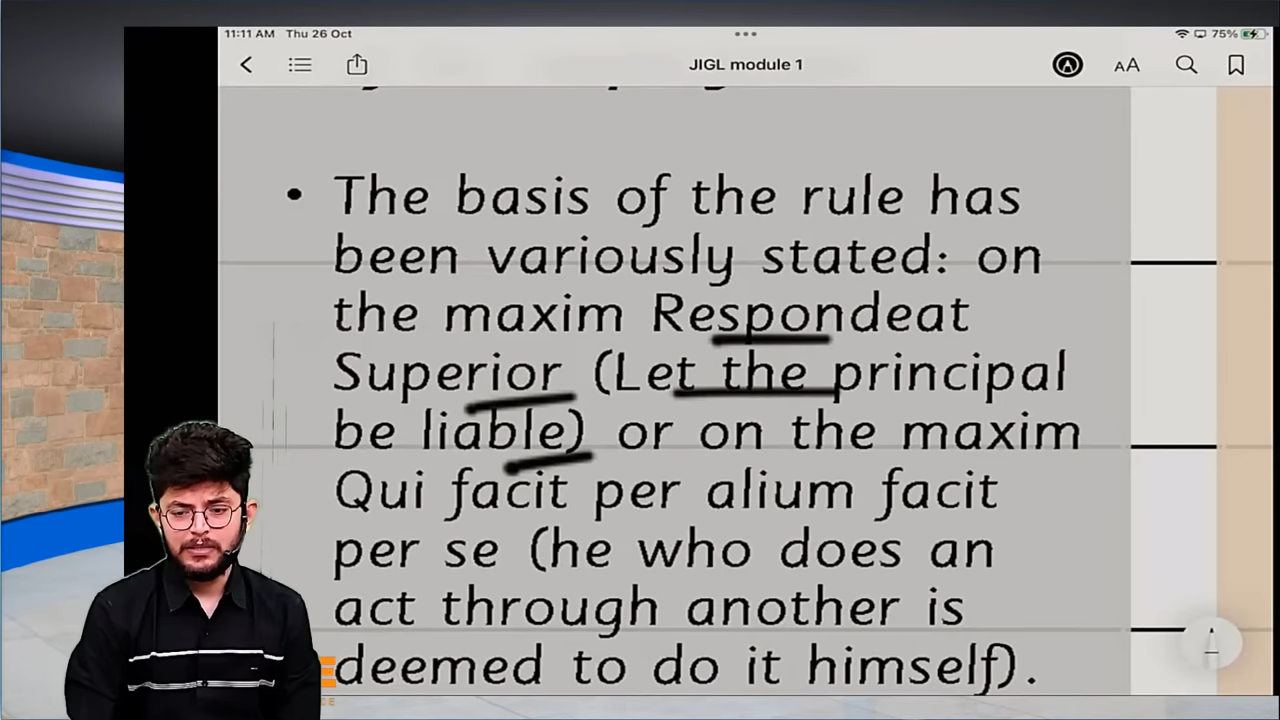 11:11 AM Thu 26 Oct
75%
JIGL module 1
AA
• The basis of the rule has
been variously stated: on
the maxim Respondeat
Superior (Let the principal
be liable) or on the maxim
Qui facit per alium facit
per se (he who does an
act through another is
deemed to do it himself).